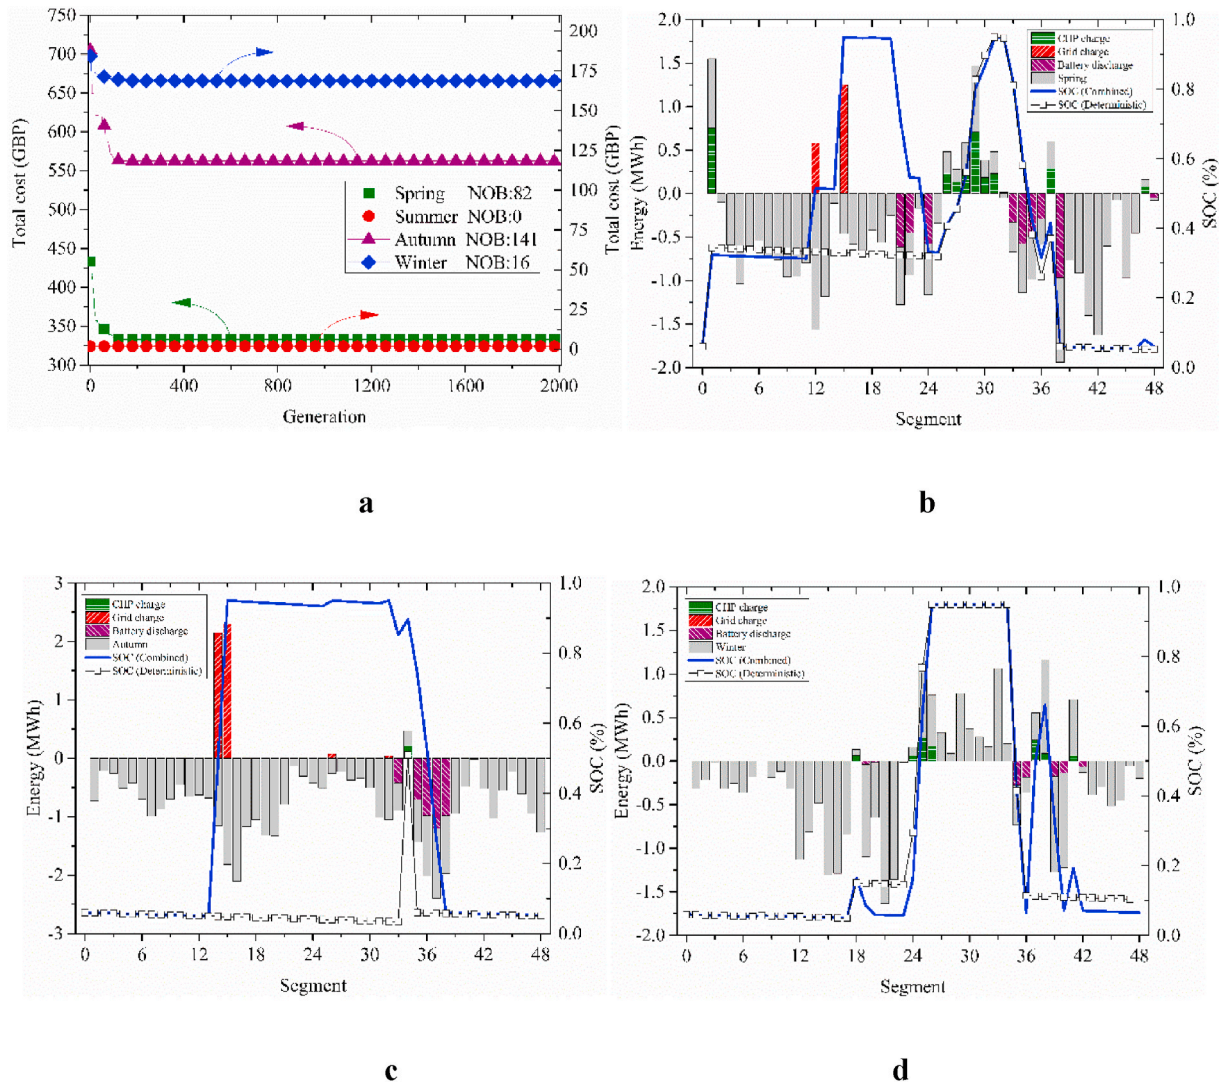 750
700
650
600
550
500
450
400
350
300
Total cost (GBP)
0
400
800
1200
1600
2000
Generation
200
175
150
125
100
75
50
25
0
Total cost (GBP)
Spring NOB:82
Summer NOB:0
Autumn NOB:141
Winter NOB:16
a
2.0
1.5
1.0
0.5
0.0
-0.5
-1.0
-1.5
-2.0
Energy (MWh)
0
6
12
18
24
30
36
42
48
Segment
1.0
0.8
0.6
0.4
0.2
0.0
SOC (%)
CHP charge
Grid charge
Battery discharge
Spring
SOC (Combined)
SOC (Deterministic)
b
3
2
1
0
-1
-2
-3
Energy (MWh)
0
6
12
18
24
30
36
42
48
Segment
1.0
0.8
0.6
0.4
0.2
0.0
SOC (%)
CHP charge
Grid charge
Battery discharge
Autumn
SOC (Combined)
SOC (Deterministic)
c
2.0
1.5
1.0
0.5
0.0
-0.5
-1.0
-1.5
-2.0
Energy (MWh)
0
6
12
18
24
30
36
42
48
Segment
1.0
0.8
0.6
0.4
0.2
0.0
SOC (%)
CHP charge
Grid charge
Battery discharge
Winter
SOC (Combined)
SOC (Deterministic)
d